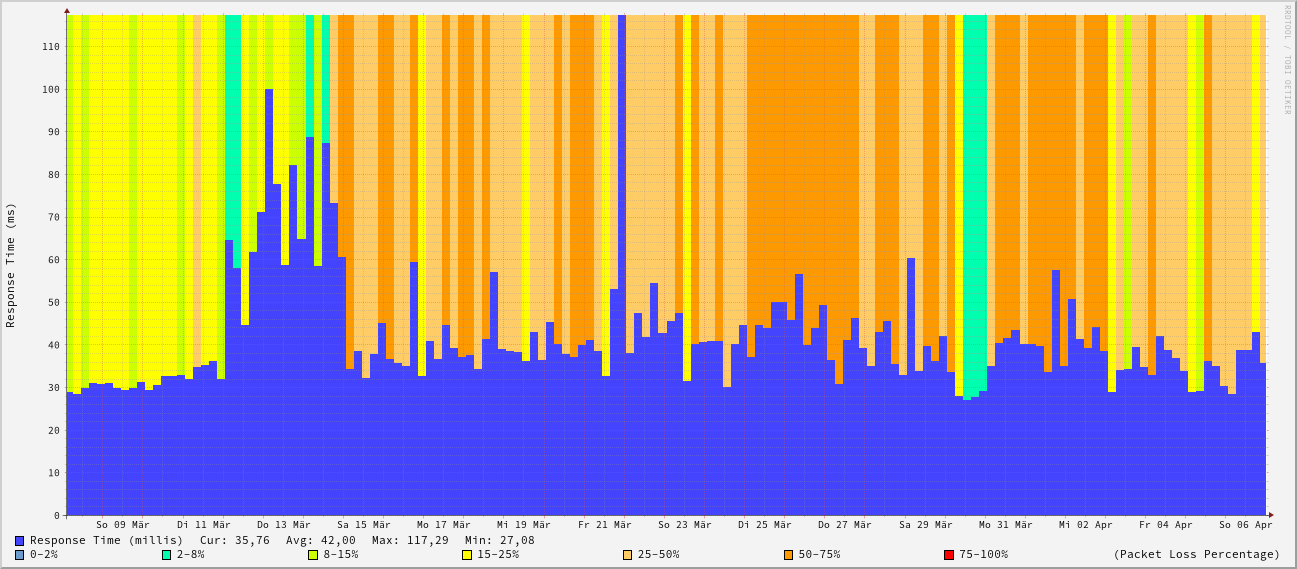 RRDTOOL / TOBI OETIKER
Response Time (ms)
110
100
90
80
70
60
50
40
30
20
10
0
So 09 Mär Di 11 Mär Do 13 Mär Sa 15 Mär Mo 17 Mär Mi 19 Mär Fr 21 Mär So 23 Mär Di 25 Mär Do 27 Mär Sa 29 Mär Mo 31 Mär Mi 02 Apr Fr 04 Apr So 06 Apr
Response Time (millis) Cur: 35,76 Avg: 42,00 Max: 117,29 Min: 27,08
0-2% 2-8% 8-15% 15-25% 25-50% 50-75% 75-100% (Packet Loss Percentage)